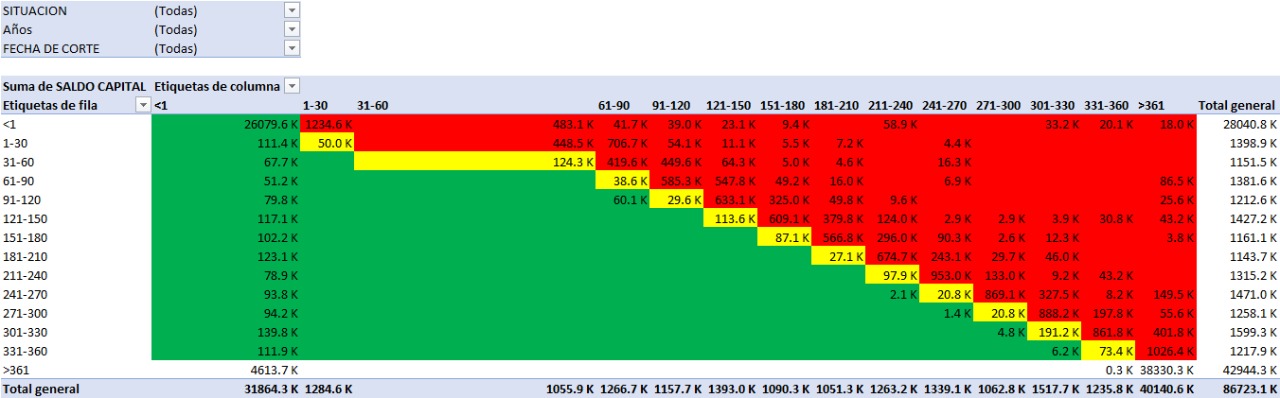 SITUACION (Todas)
Años (Todas)
FECHA DE CORTE (Todas)
Suma de SALDO CAPITAL Etiquetas de columna
Etiquetas de fila <1 1-30 31-60 61-90 91-120 121-150 151-180 181-210 211-240 241-270 271-300 301-330 331-360 >361 Total general
<1 26079.6 K 1234.6 K 483.1 K 41.7 K 39.0 K 23.1 K 9.4 K 58.9 K 33.2 K 20.1 K 18.0 K 28040.8 K
1-30 111.4 K 50.0 K 448.5 K 706.7 K 54.1 K 11.1 K 5.5 K 7.2 K 4.4 K 1398.9 K
31-60 67.7 K 124.3 K 419.6 K 449.6 K 64.3 K 5.0 K 4.6 K 16.3 K 1151.5 K
61-90 51.2 K 38.6 K 585.3 K 547.8 K 49.2 K 16.0 K 6.9 K 86.5 K 1381.6 K
91-120 79.8 K 60.1 K 29.6 K 633.1 K 325.0 K 49.8 K 9.6 K 25.6 K 1212.6 K
121-150 117.1 K 113.6 K 609.1 K 379.8 K 124.0 K 2.9 K 2.9 K 3.9 K 30.8 K 43.2 K 1427.2 K
151-180 102.2 K 87.1 K 566.8 K 296.0 K 90.3 K 2.6 K 12.3 K 3.8 K 1161.1 K
181-210 123.1 K 27.1 K 674.7 K 243.1 K 29.7 K 46.0 K 1143.7 K
211-240 78.9 K 97.9 K 953.0 K 133.0 K 9.2 K 43.2 K 1315.2 K
241-270 93.8 K 2.1 K 20.8 K 869.1 K 327.5 K 8.2 K 149.5 K 1471.0 K
271-300 94.2 K 1.4 K 20.8 K 888.2 K 197.8 K 55.6 K 1258.1 K
301-330 139.8 K 4.8 K 191.2 K 861.8 K 401.8 K 1599.3 K
331-360 111.9 K 6.2 K 73.4 K 1026.4 K 1217.9 K
>361 4613.7 K 0.3 K 38330.3 K 42944.3 K
Total general 31864.3 K 1284.6 K 1055.9 K 1266.7 K 1157.7 K 1393.0 K 1090.3 K 1051.3 K 1263.2 K 1339.1 K 1062.8 K 1517.7 K 1235.8 K 40140.6 K 86723.1 K